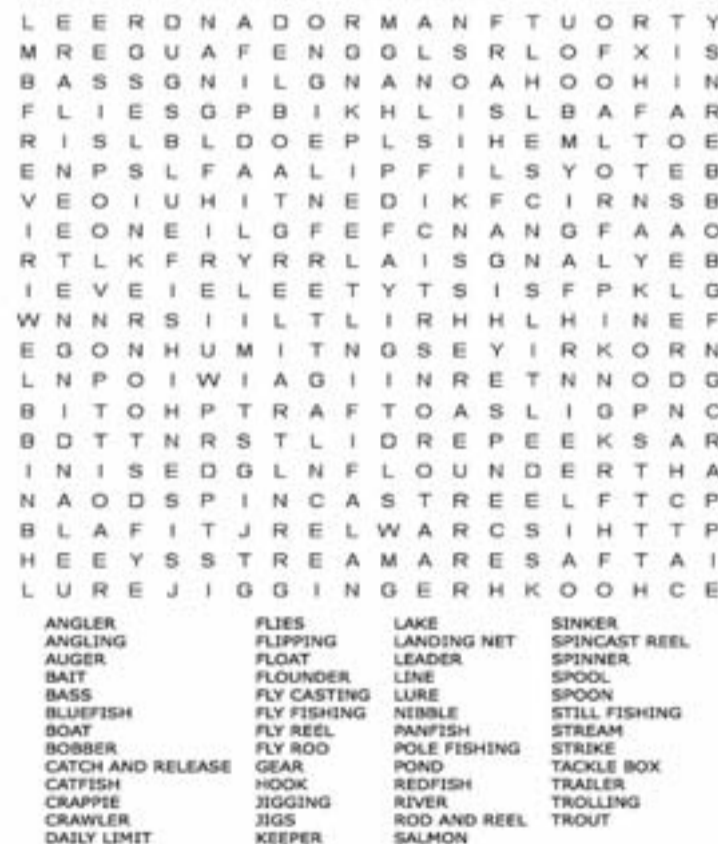 L E E R D N A D O R M A N F T U O R T Y
M R E G U A F E N G G L S R L O F X I S
B A S S G N I L G N A N O A H O O H I N
F L I E S G P B I K H L I S L B A F A R
R I S L B L D O E P L S I H E M L T O E
E N P S L F A A L I P F I L S Y O T E B
V E O I U H I T N E D I K F C I R N S B
I E O N E I L G F E F C N A N G F A A O
R T L K F R Y R R L A I S G N A L Y E B
I E V E I E L E E T Y T S I S F P K L G
W N N R S I I L T L I R H H L H I N E F
E G O N H U M I T N G S E Y I R K O R N
L N P O I W I A G I I N R E T N N O D G
B I T O H P T R A F T O A S L I G P N C
B D T T N R S T L I D R E P E E K S A R
I N I S E D G L N F L O U N D E R T H A
N A O D S P I N C A S T R E E L F T C P
B L A F I T J R E L W A R C S I H T T P
H E E Y S S T R E A M A R E S A F T A I
L U R E J I G G I N G E R H K O O H C E
ANGLER
ANGLING
AUGER
BAIT
BASS
BLUEFISH
BOAT
BOBBER
CATCH AND RELEASE
CATFISH
CRAPPIE
CRAWLER
DAILY LIMIT
FLIES
FLIPPING
FLOAT
FLOUNDER
FLY CASTING
FLY FISHING
FLY REEL
FLY ROD
GEAR
HOOK
JIGGING
JIGS
KEEPER
LAKE
LANDING NET
LEADER
LINE
LURE
NIBBLE
PANFISH
POLE FISHING
POND
REDFISH
RIVER
ROD AND REEL
SALMON
SINKER
SPINCAST REEL
SPINNER
SPOOL
SPOON
STILL FISHING
STREAM
STRIKE
TACKLE BOX
TRAILER
TROLLING
TROUT